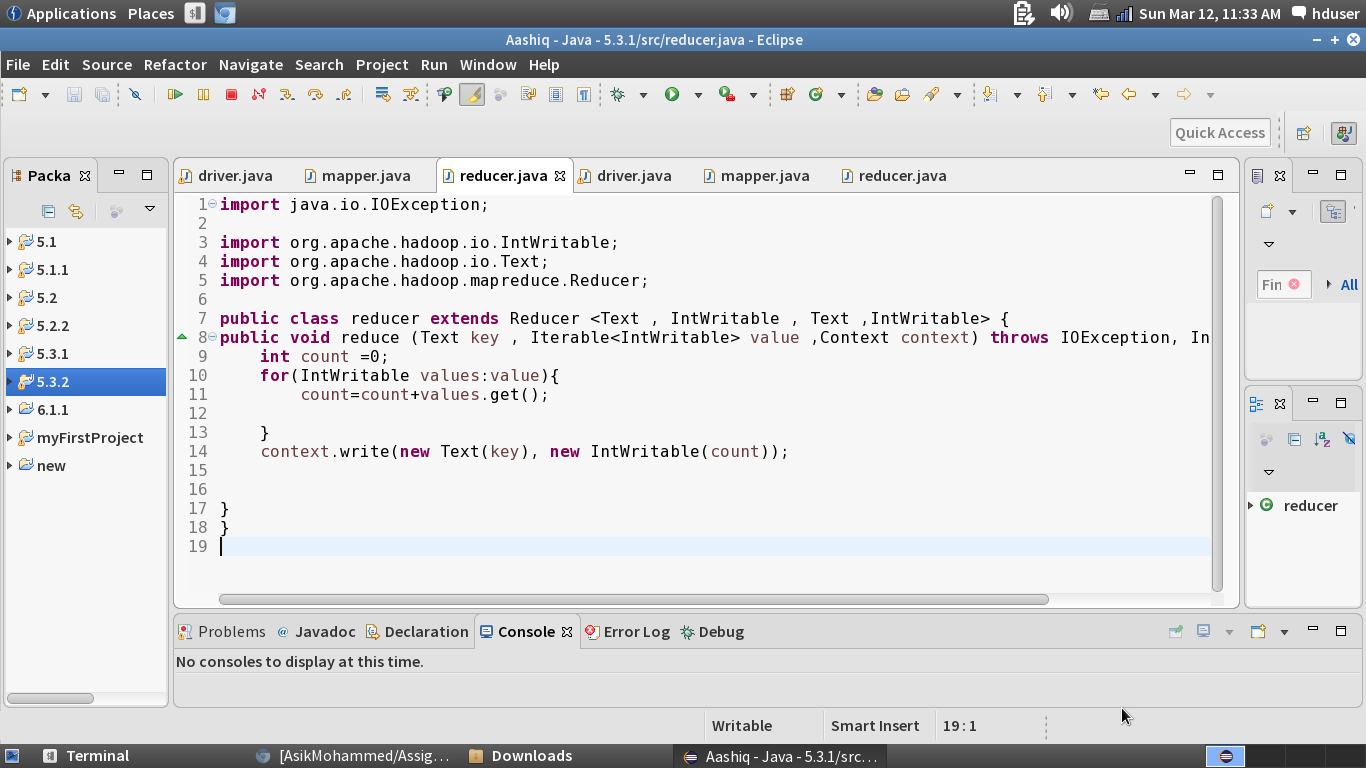 Applications Places Sun Mar 12, 11:33 AM hduser
Aashiq - Java - 5.3.1/src/reducer.java - Eclipse
File Edit Source Refactor Navigate Search Project Run Window Help
Quick Access
Packa
driver.java mapper.java reducer.java driver.java mapper.java reducer.java
5.1
5.1.1
5.2
5.2.2
5.3.1
5.3.2
6.1.1
myFirstProject
new
1 import java.io.IOException;
2
3 import org.apache.hadoop.io.IntWritable;
4 import org.apache.hadoop.io.Text;
5 import org.apache.hadoop.mapreduce.Reducer;
6
7 public class reducer extends Reducer <Text , IntWritable , Text ,IntWritable> {
8 public void reduce (Text key , Iterable<IntWritable> value ,Context context) throws IOException, In
9 int count =0;
10 for(IntWritable values:value){
11 count=count+values.get();
12
13 }
14 context.write(new Text(key), new IntWritable(count));
15
16
17 }
18 }
19
Fin All
reducer
Problems @ Javadoc Declaration Console Error Log Debug
No consoles to display at this time.
Writable Smart Insert 19 : 1
Terminal [AsikMohammed/Assig... Downloads Aashiq - Java - 5.3.1/src...